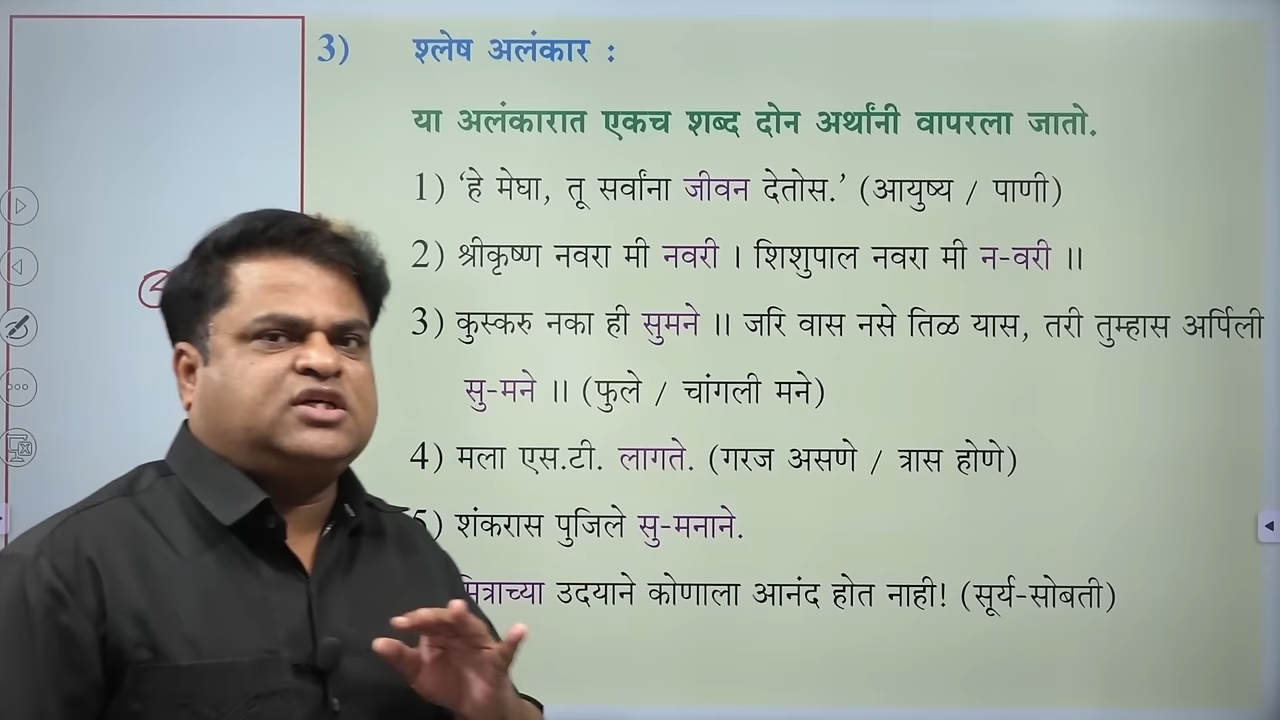 3) श्लेष अलंकार :
या अलंकारात एकच शब्द दोन अर्थांनी वापरला जातो.
1) ‘हे मेघा, तू सर्वांना जीवन देतोस.’ (आयुष्य / पाणी)
2) श्रीकृष्ण नवरा मी नवरी । शिशुपाल नवरा मी न-वरी ॥
3) कुस्करु नका ही सुमने ॥ जरि वास नसे तिळ यास, तरी तुम्हास अर्पिली
सु-मने ॥ (फुले / चांगली मने)
4) मला एस.टी. लागते. (गरज असणे / त्रास होणे)
5) शंकरास पुजिले सु-मनाने.
मित्राच्या उदयाने कोणाला आनंद होत नाही! (सूर्य-सोबती)